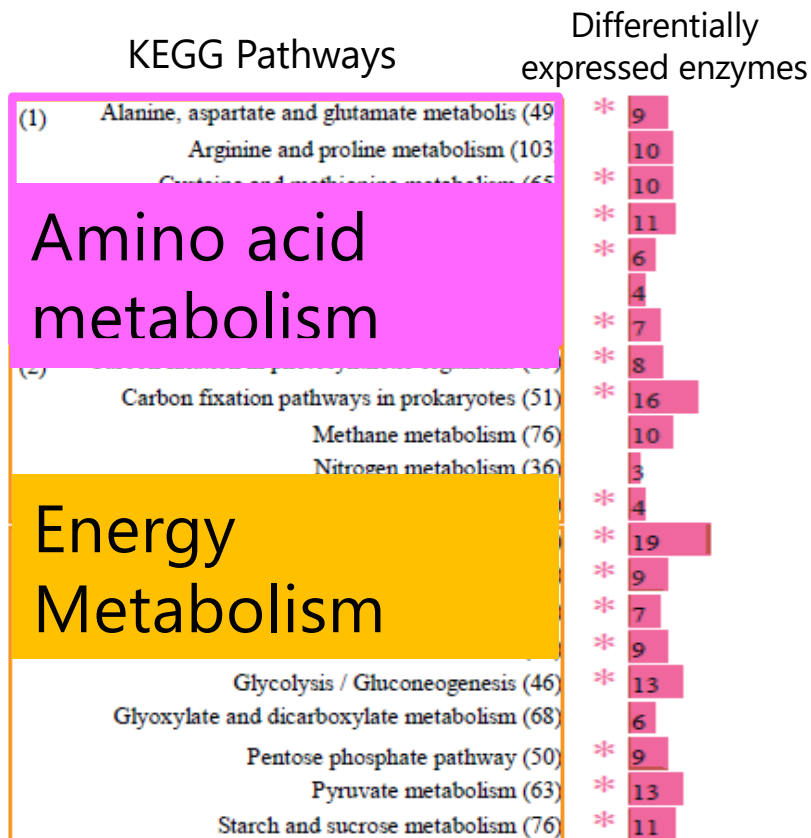 KEGG Pathways
Differentially
expressed enzymes
(1) Alanine, aspartate and glutamate metabolis (49) * 9
Arginine and proline metabolism (103) 10
* 10
Amino acid
metabolism
* 11
* 6
4
* 7
* 8
Carbon fixation pathways in prokaryotes (51) * 16
Methane metabolism (76) 10
Nitrogen metabolism (36) 3
Energy
Metabolism
* 4
* 19
* 9
* 7
* 9
Glycolysis / Gluconeogenesis (46) * 13
Glyoxylate and dicarboxylate metabolism (68) 6
Pentose phosphate pathway (50) * 9
Pyruvate metabolism (63) * 13
Starch and sucrose metabolism (76) * 11